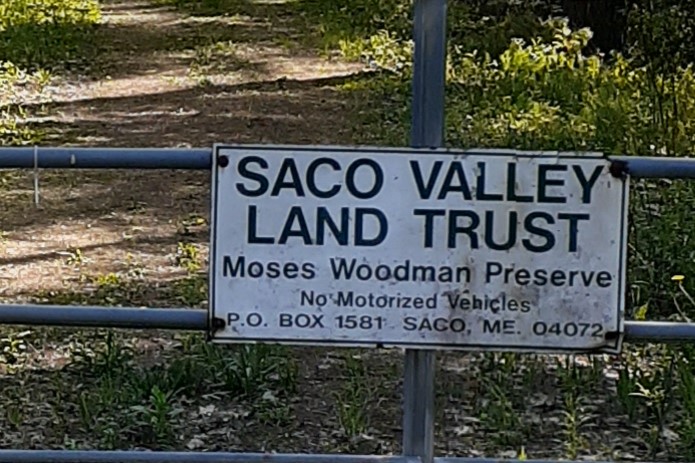 SACO VALLEY
LAND TRUST
Moses Woodman Preserve
No Motorized Vehicles
P.O. BOX 1581 SACO, ME. 04072